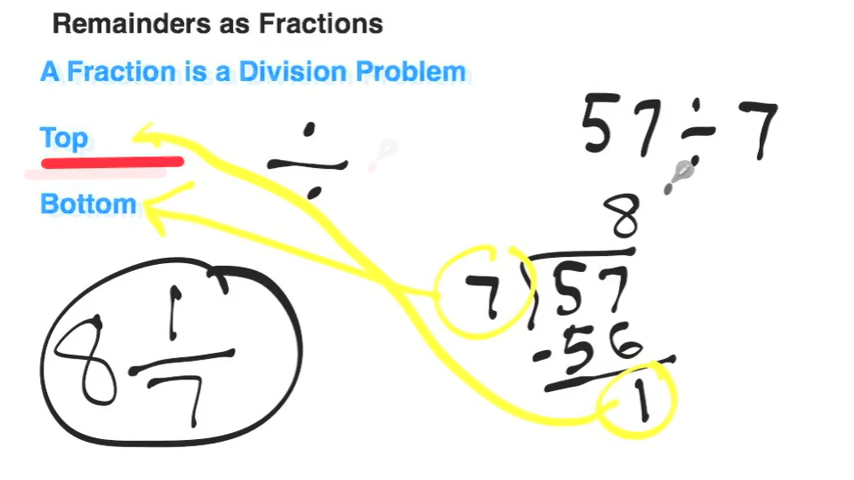 Remainders as Fractions
A Fraction is a Division Problem
Top
Bottom
÷
57 ÷ 7
8
7 57
-56
1
8 1/7